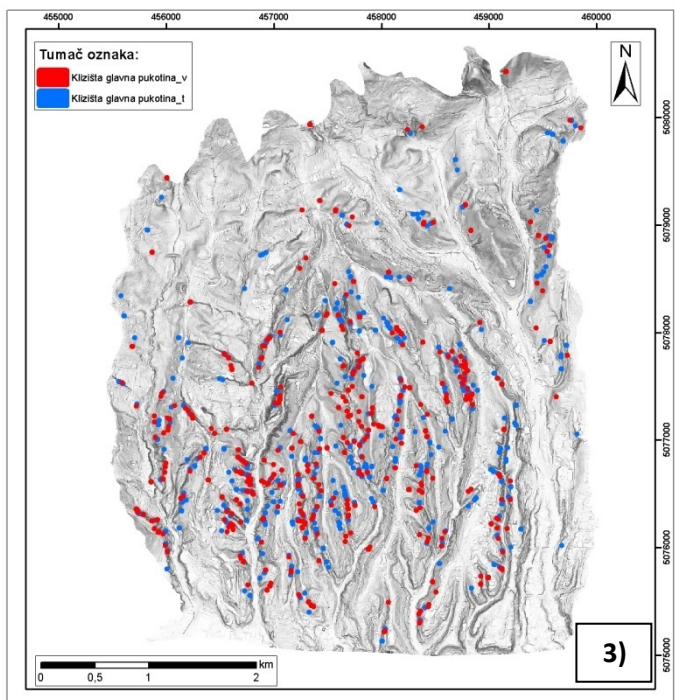 455000 456000 457000 458000 459000 460000
Tumač oznaka:
Klizišta glavna pukotina_v
Klizišta glavna pukotina_t
N
5080000
5079000
5078000
5077000
5076000
5075000
km
0 0,5 1 2
3)